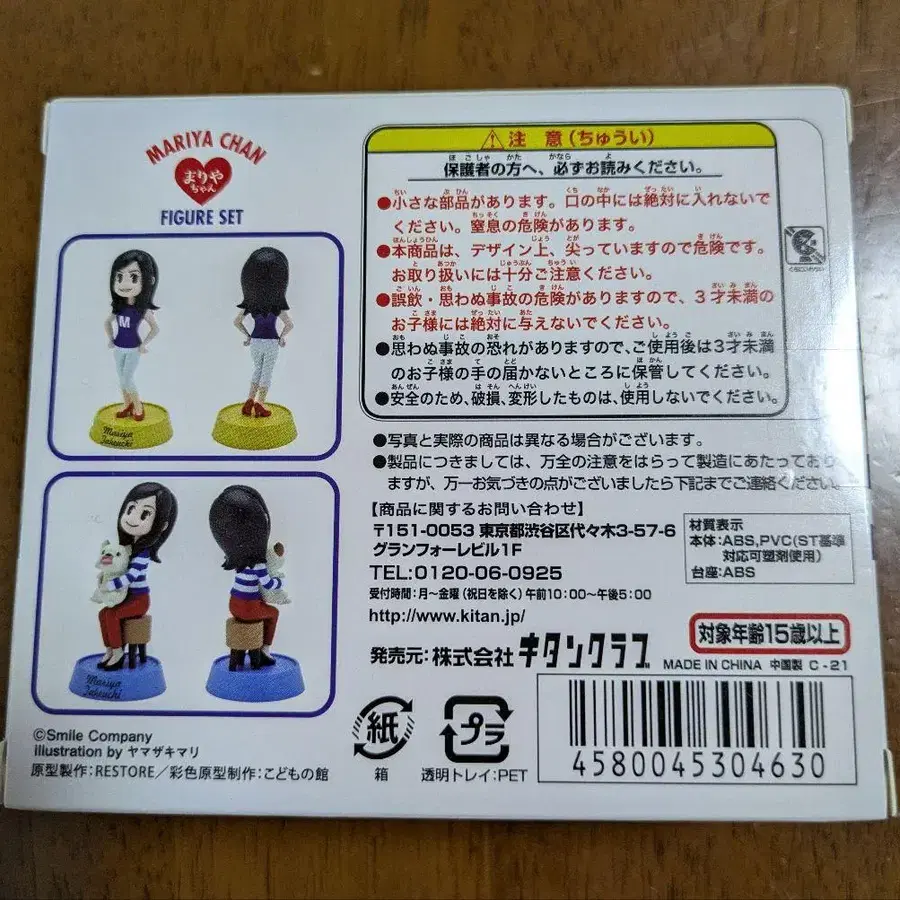 MARIYA CHAN
まりや
ちゃん
FIGURE SET
Mariya
Takeuchi
Mariya
Takeuchi
©Smile Company
illustration by ヤマザキマリ
原型製作：RESTORE／彩色原型制作：こどもの館
注 意（ちゅうい）
保護者の方へ、必ずお読みください。
●小さな部品があります。口の中には絶対に入れないで
ください。窒息の危険があります。
●本商品は、デザイン上、尖っていますので危険です。
お取り扱いには十分ご注意ください。
●誤飲・思わぬ事故の危険がありますので、３才未満の
お子様には絶対に与えないでください。
●思わぬ事故の恐れがありますので、ご使用後は3才未満
のお子様の手の届かないところに保管してください。
●安全のため、破損、変形したものは、使用しないでください。
くちにいれない
●写真と実際の商品は異なる場合がございます。
●製品につきましては、万全の注意をはらって製造にあたっており
ますが、万一お気づきの点がございましたら下記までご連絡ください。
【商品に関するお問い合わせ】
〒151-0053 東京都渋谷区代々木3-57-6
グランフォーレビル1F
TEL:0120-06-0925
受付時間：月〜金曜（祝日を除く）午前10:00〜午後5:00
http://www.kitan.jp/
発売元：株式会社キタンクラブ
材質表示
本体：ABS,PVC(ST基準
対応可塑剤使用)
台座：ABS
対象年齢15歳以上
MADE IN CHINA 中国製 C-21
紙
箱
プラ
透明トレイ：PET
4580045304630